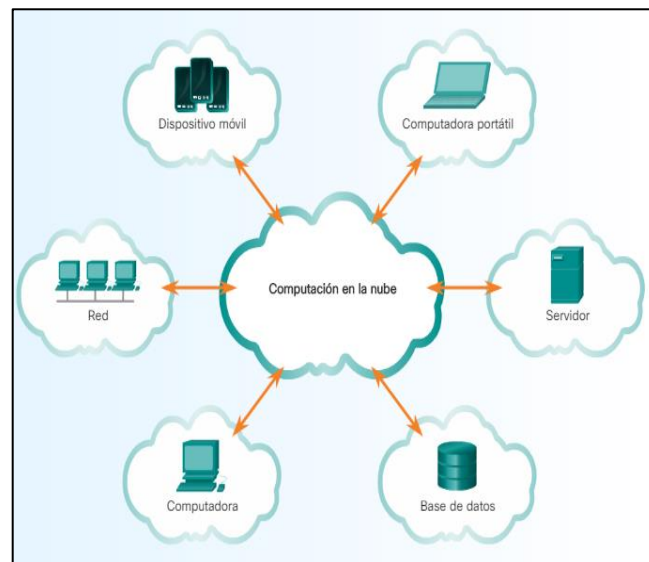 Dispositivo móvil
Computadora portátil
Red
Computación en la nube
Servidor
Computadora
Base de datos